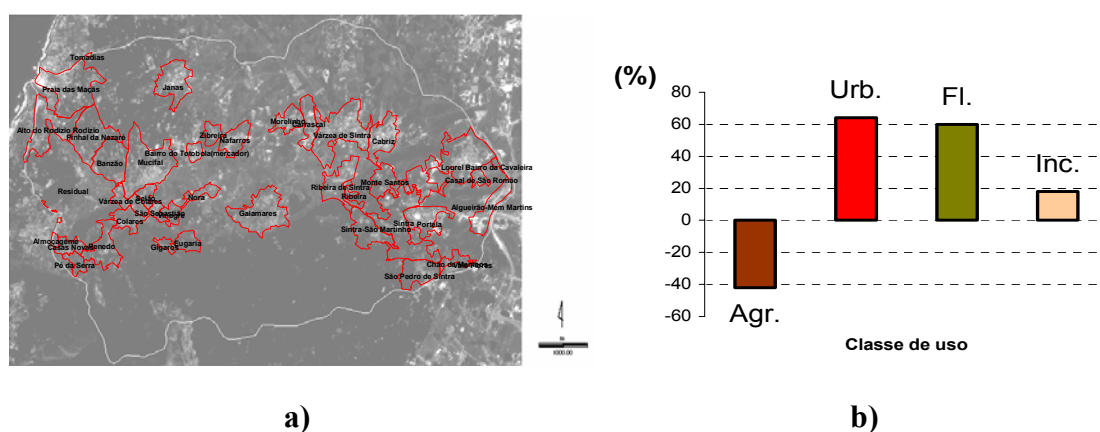 Tomadias
Janas
Praia das Maçãs
Morelinho
Carrascal
Alto do Rodízio Rodízio
Pinhal da Nazaré
Zibreira
Nafarros
Várzea de Sintra
Cabriz
Bairro do Totobola(mercador)
Mucifal
Banzão
Lourel Bairro da Cavaleira
Casal de São Romão
Residual
Monte Santos
Ribeira de Sintra
Ribeira
Nora
Várzea de Colares
São Sebastião
Galamares
Algueirão-Mem Martins
Colares
Sintra
Portela
Sintra-São Martinho
Almoçageme
Casas Novas
Penedo
Eugaria
Gigarós
Pé da Serra
São Pedro de Sintra
1000.00
a)
(%)
80
60
40
20
0
-20
-40
-60
Urb.
Fl.
Inc.
Agr.
Classe de uso
b)